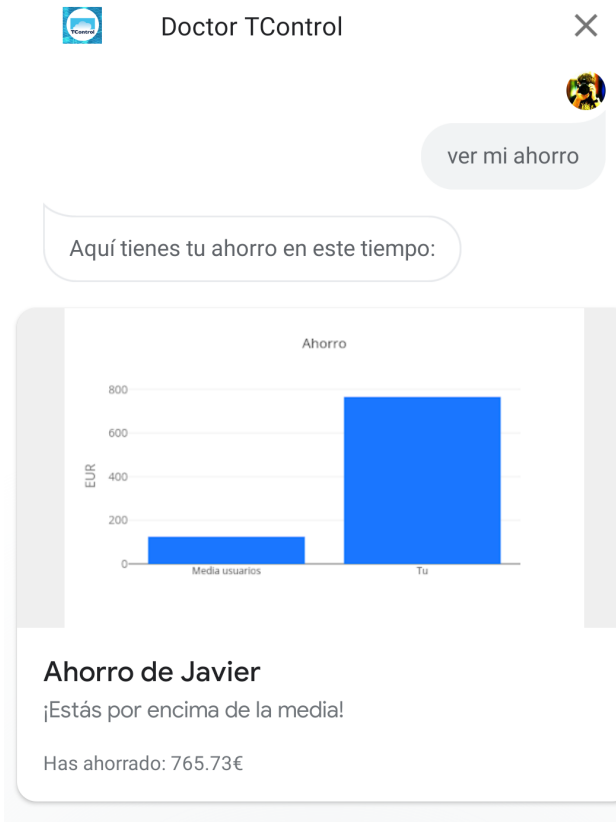 TControl
Doctor TControl
ver mi ahorro
Aquí tienes tu ahorro en este tiempo:
Ahorro
800
600
400
200
0
EUR
Media usuarios
Tu
Ahorro de Javier
¡Estás por encima de la media!
Has ahorrado: 765.73€